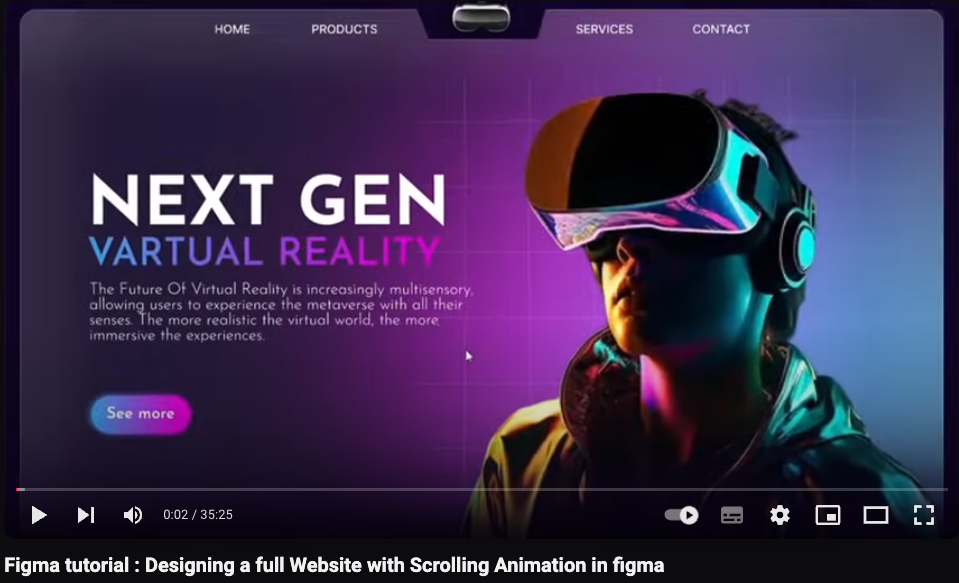 HOME PRODUCTS SERVICES CONTACT
NEXT GEN
VARTUAL REALITY
The Future Of Virtual Reality is increasingly multisensory,
allowing users to experience the metaverse with all their
senses. The more realistic the virtual world, the more
immersive the experiences.
See more
0:02 / 35:25
Figma tutorial : Designing a full Website with Scrolling Animation in figma